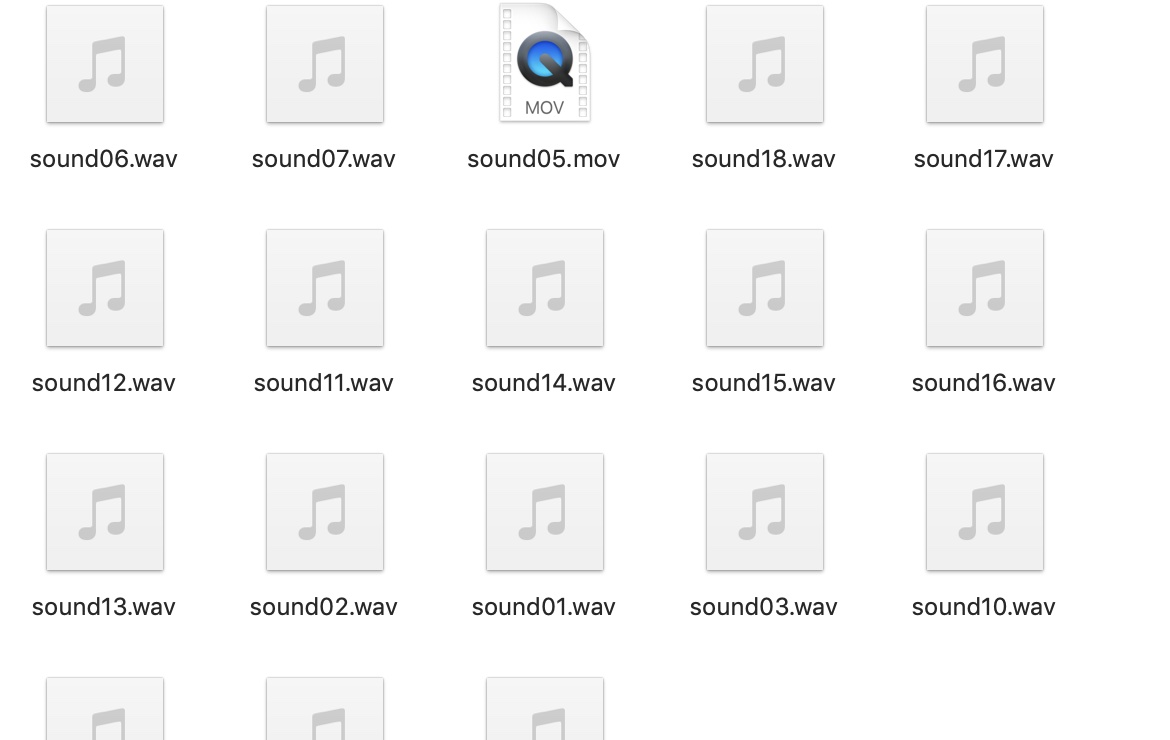 MOV
sound06.wav sound07.wav sound05.mov sound18.wav sound17.wav
sound12.wav sound11.wav sound14.wav sound15.wav sound16.wav
sound13.wav sound02.wav sound01.wav sound03.wav sound10.wav